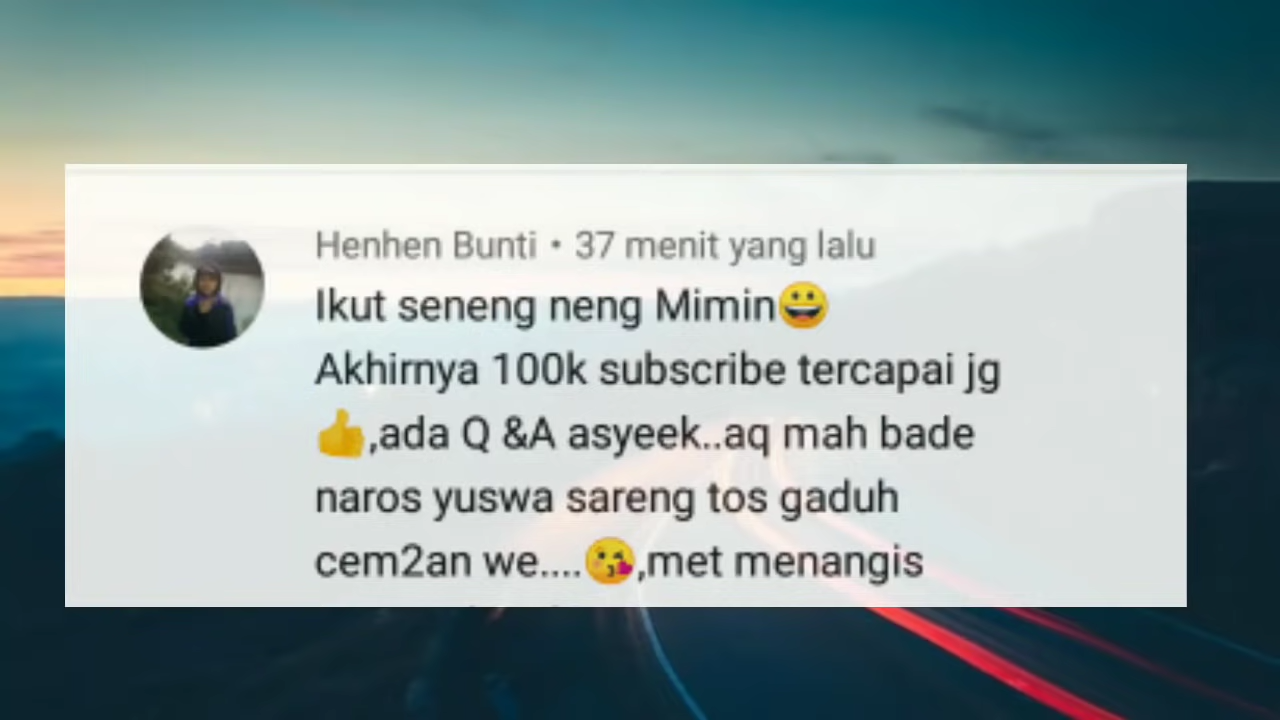 Henhen Bunti • 37 menit yang lalu
Ikut seneng neng Mimin😀
Akhirnya 100k subscribe tercapai jg
👍,ada Q &A asyeek..aq mah bade
naros yuswa sareng tos gaduh
cem2an we....😘,met menangis